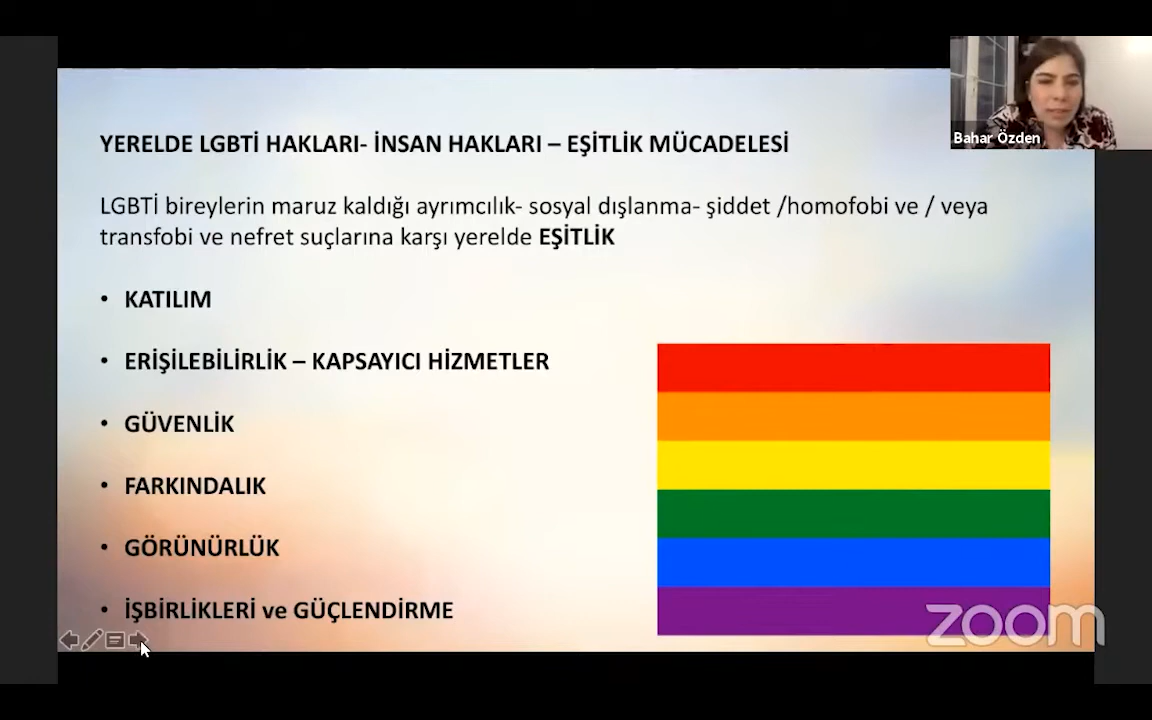 Bahar Özden
YERELDE LGBTİ HAKLARI- İNSAN HAKLARI – EŞİTLİK MÜCADELESİ
LGBTİ bireylerin maruz kaldığı ayrımcılık- sosyal dışlanma- şiddet /homofobi ve / veya
transfobi ve nefret suçlarına karşı yerelde EŞİTLİK
• KATILIM
• ERİŞİLEBİLİRLİK – KAPSAYICI HİZMETLER
• GÜVENLİK
• FARKINDALIK
• GÖRÜNÜRLÜK
• İŞBİRLİKLERİ ve GÜÇLENDİRME
zoom